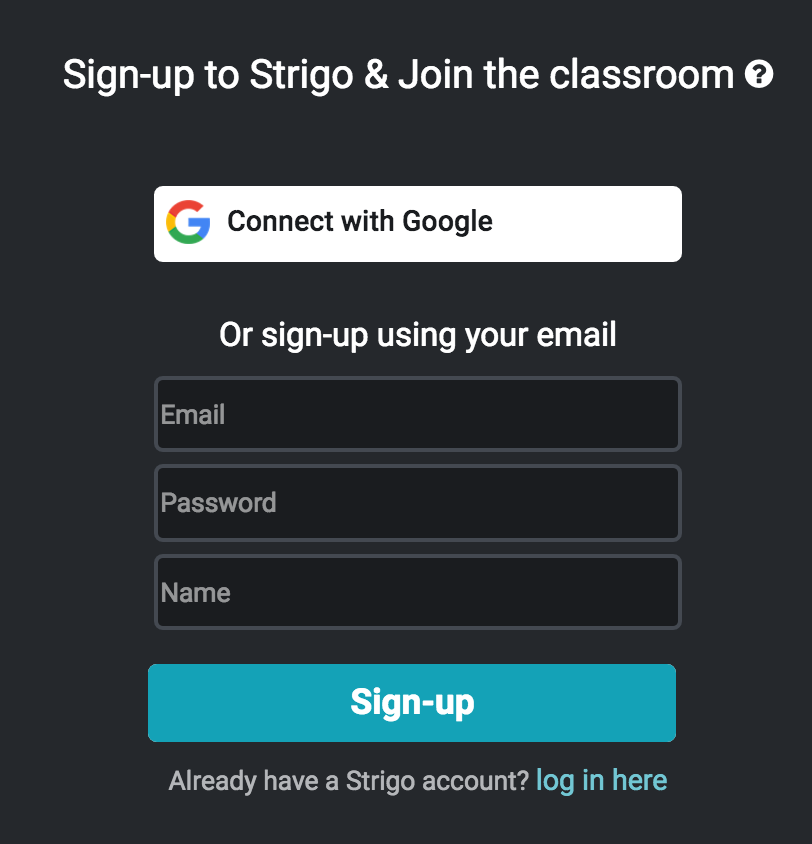 Sign-up to Strigo & Join the classroom ?
Connect with Google
Or sign-up using your email
Email
Password
Name
Sign-up
Already have a Strigo account? log in here